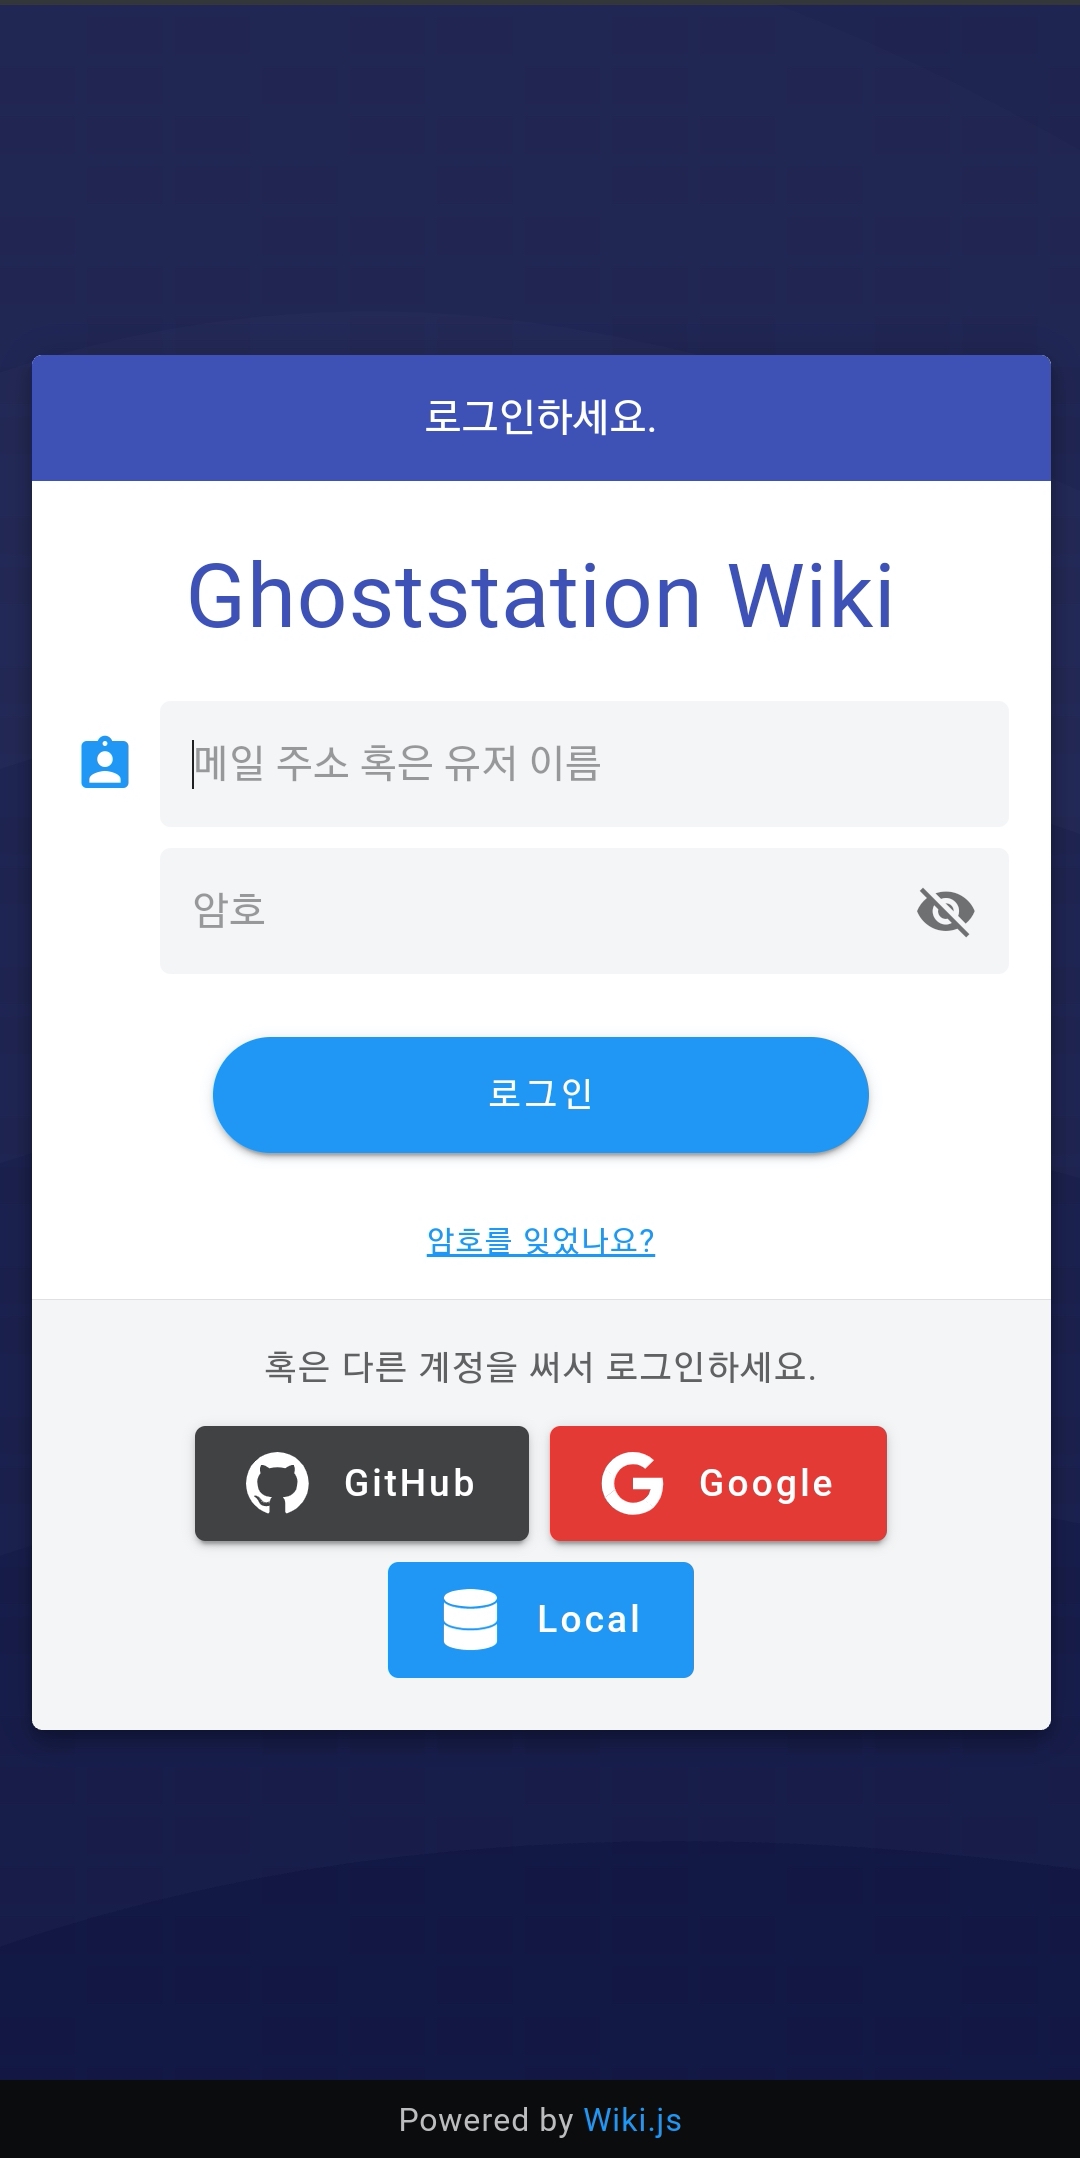 로그인하세요.
Ghoststation Wiki
메일 주소 혹은 유저 이름
암호
로그인
암호를 잊었나요?
혹은 다른 계정을 써서 로그인하세요.
GitHub
Google
Local
Powered by Wiki.js